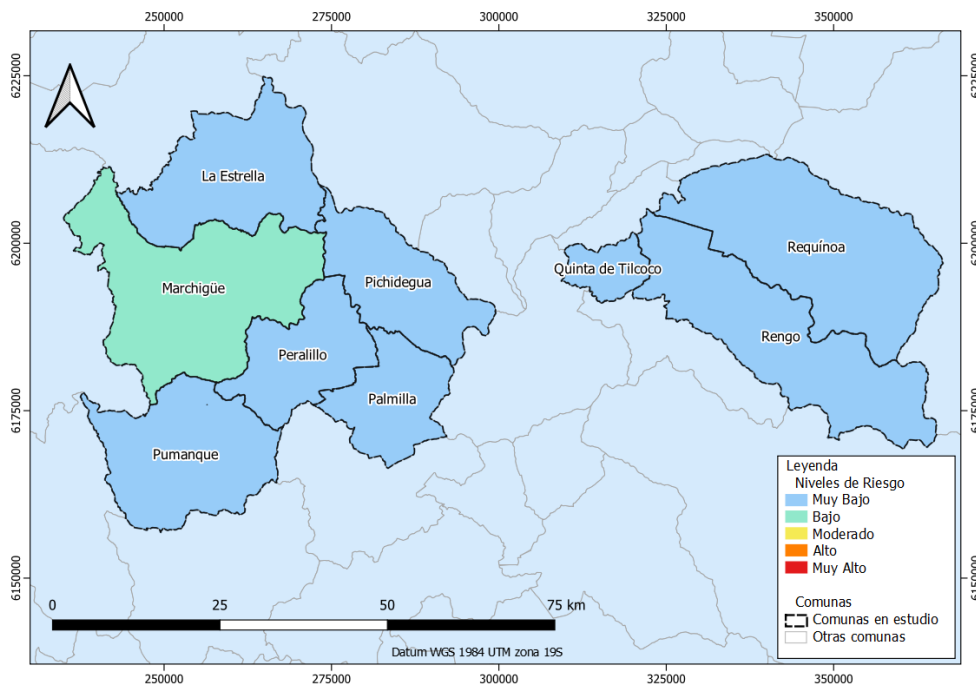 250000 275000 300000 325000 350000
6225000 6225000
La Estrella
6200000 6200000
Requínoa
Quinta de Tilcoco
Pichidegua
Marchigüe
Rengo
Peralillo
Palmilla
6175000 6175000
Pumanque
Leyenda
Niveles de Riesgo
Muy Bajo
Bajo
Moderado
Alto
Muy Alto
6150000 6150000
Comunas
Comunas en estudio
Otras comunas
0 25 50 75 km
Datum WGS 1984 UTM zona 19S
250000 275000 300000 325000 350000